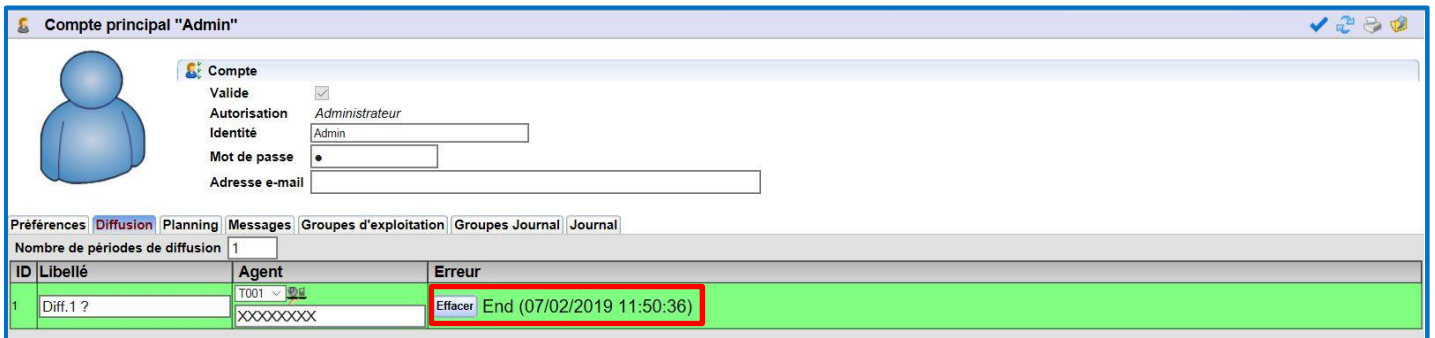 Compte principal "Admin"
Compte
Valide
Autorisation Administrateur
Identité Admin
Mot de passe ●
Adresse e-mail
Préférences Diffusion Planning Messages Groupes d'exploitation Groupes Journal Journal
Nombre de périodes de diffusion 1
ID Libellé Agent Erreur
1 Diff.1 ? T001 Effacer End (07/02/2019 11:50:36)
XXXXXXXX